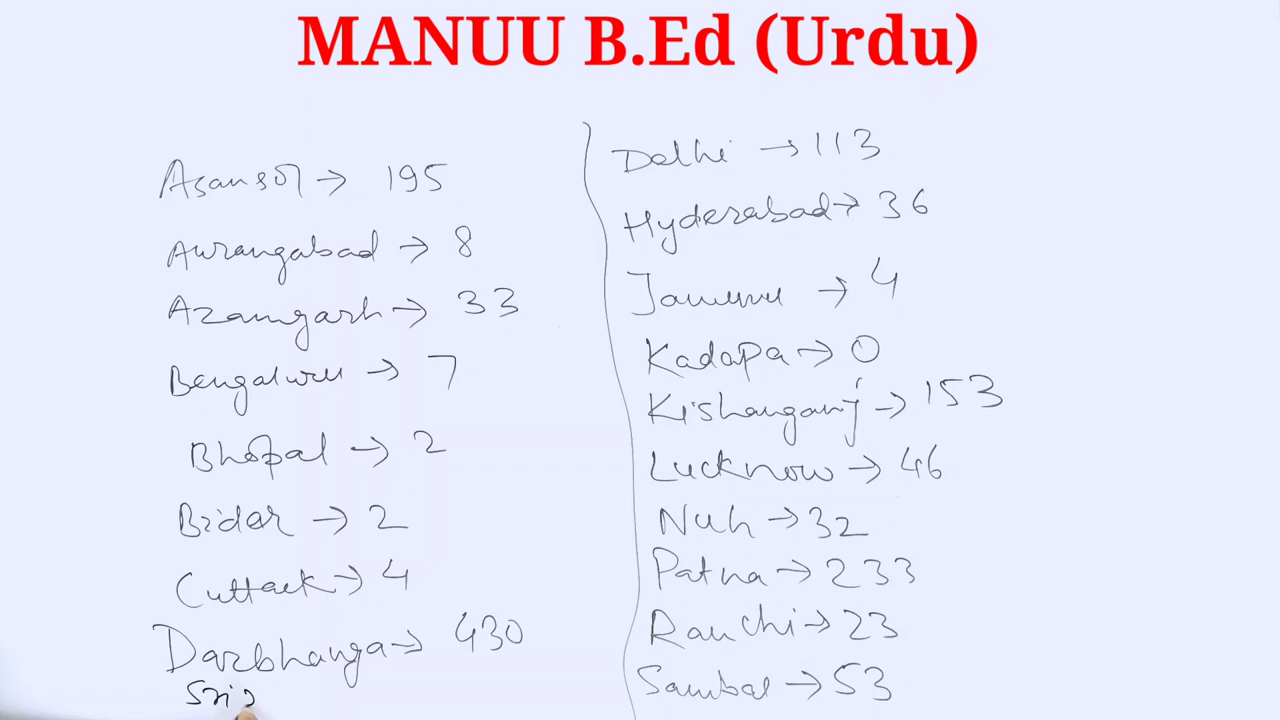 MANUU B.Ed (Urdu)
Asansol → 195
Aurangabad → 8
Azamgarh → 33
Bengaluru → 7
Bhopal → 2
Bidar → 2
Cuttack → 4
Darbhanga → 430
Sri
Delhi → 113
Hyderabad → 36
Jammu → 4
Kadapa → 0
Kishanganj → 153
Lucknow → 46
Nuh → 32
Patna → 233
Ranchi → 23
Sambal → 53